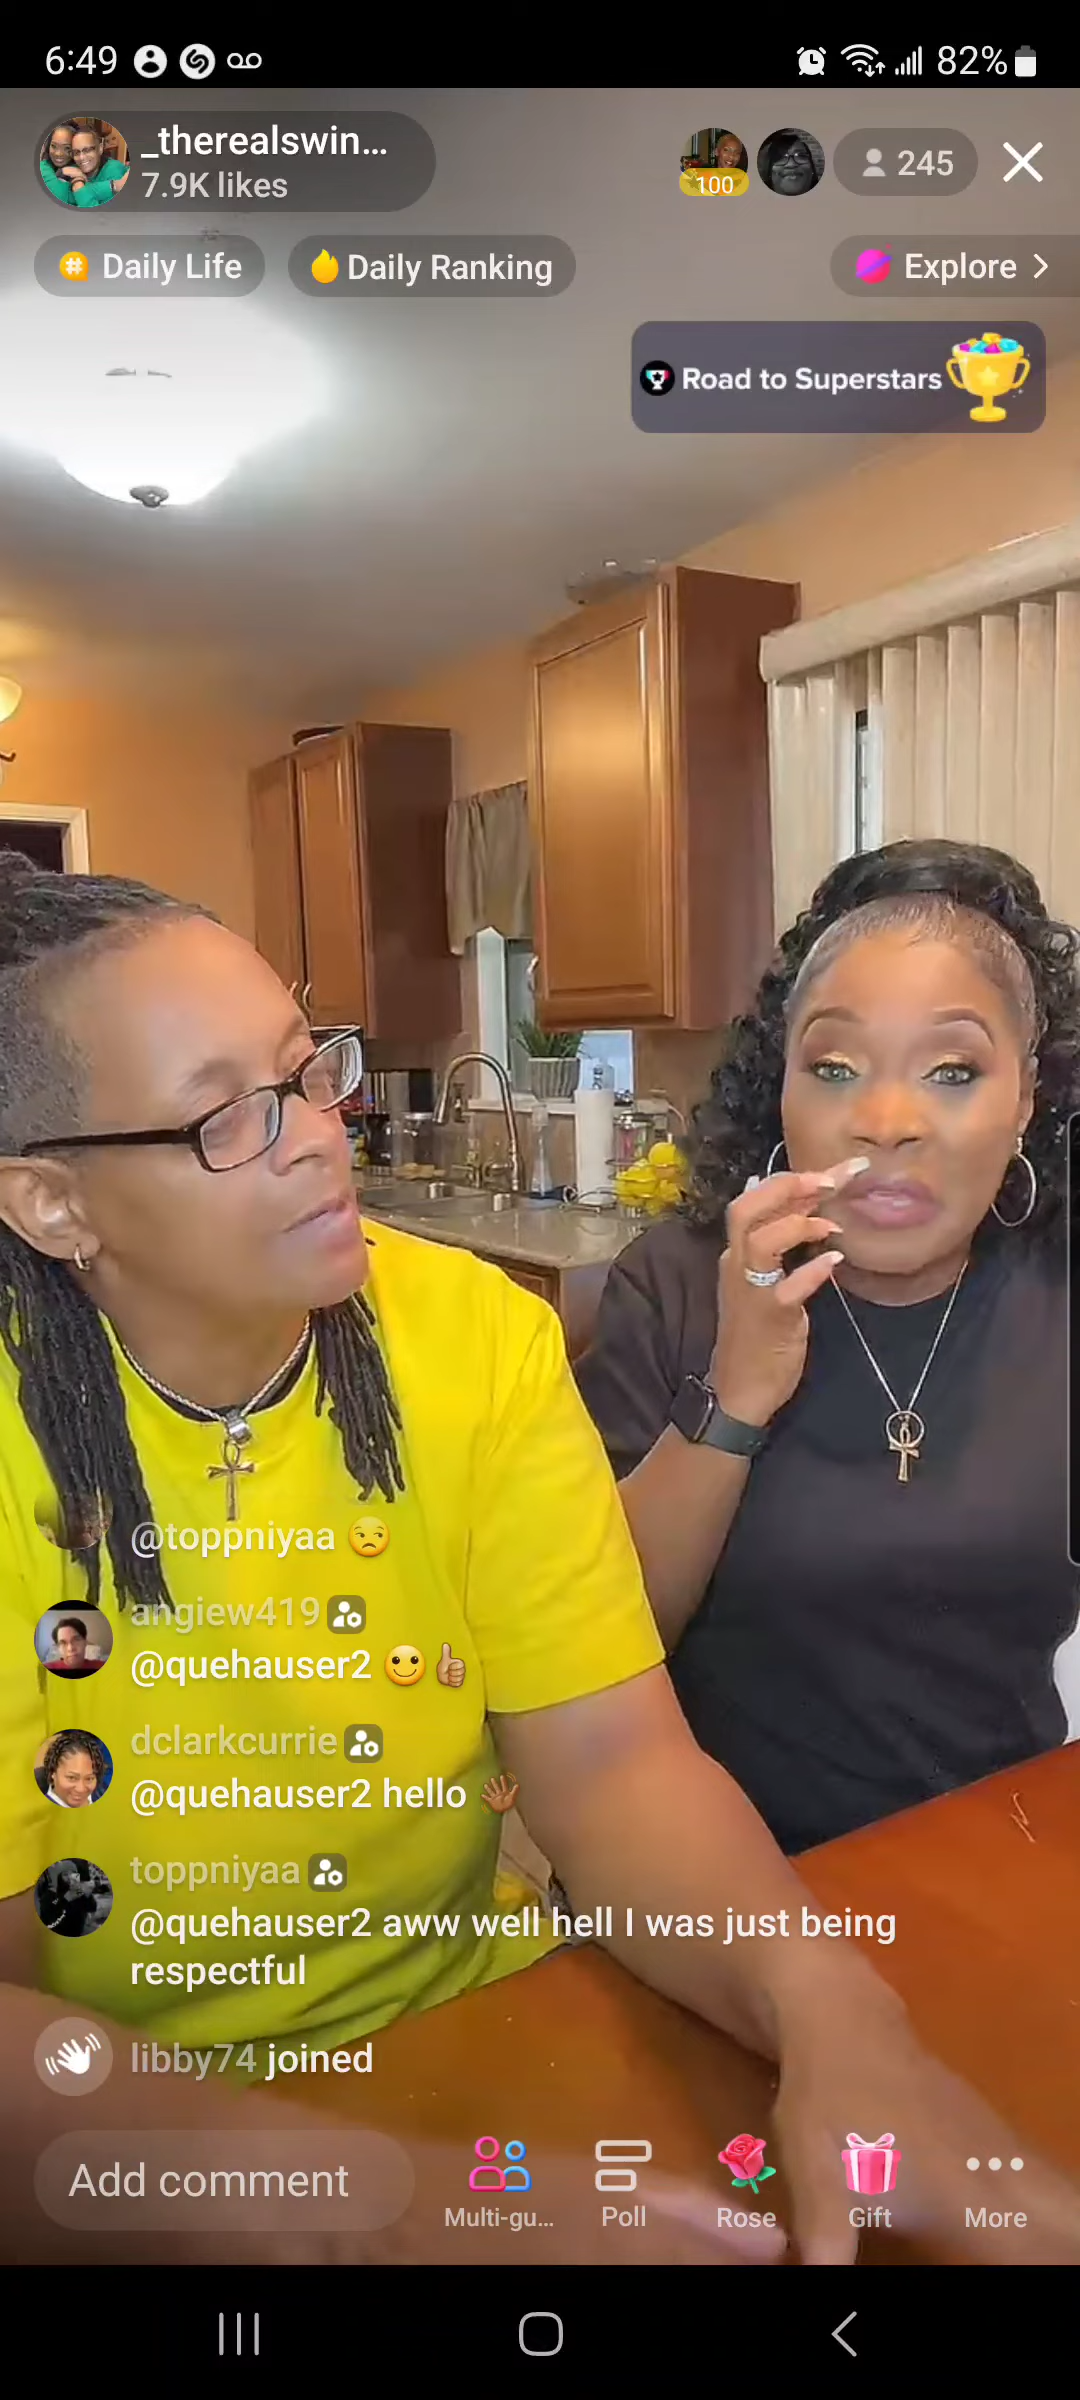 6:49
82%
_therealswin...
7.9K likes
100
245
Daily Life
Daily Ranking
Explore
Road to Superstars
@toppniyaa 😒
angiew419
@quehauser2 🙂👍🏽
dclarkcurrie
@quehauser2 hello 👋🏾
toppniyaa
@quehauser2 aww well hell I was just being
respectful
libby74 joined
Add comment
Multi-gu...
Poll
Rose
Gift
More